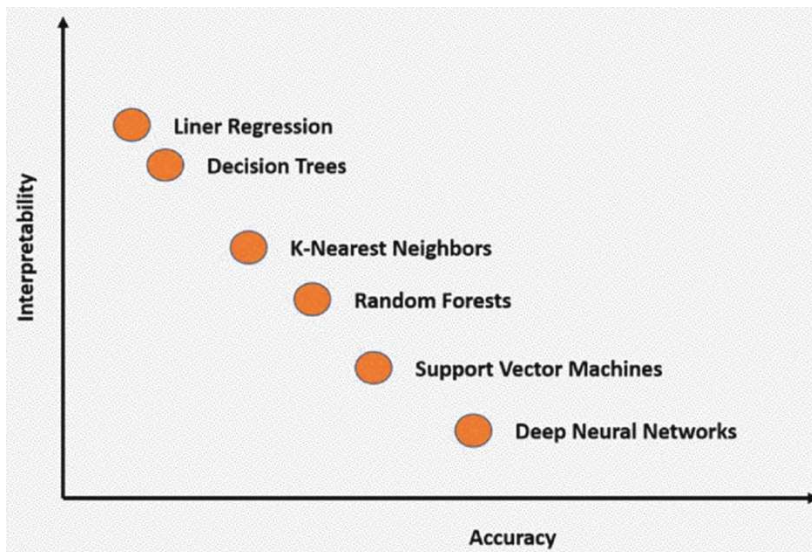 Liner Regression
Decision Trees
K-Nearest Neighbors
Random Forests
Support Vector Machines
Deep Neural Networks
Interpretability
Accuracy